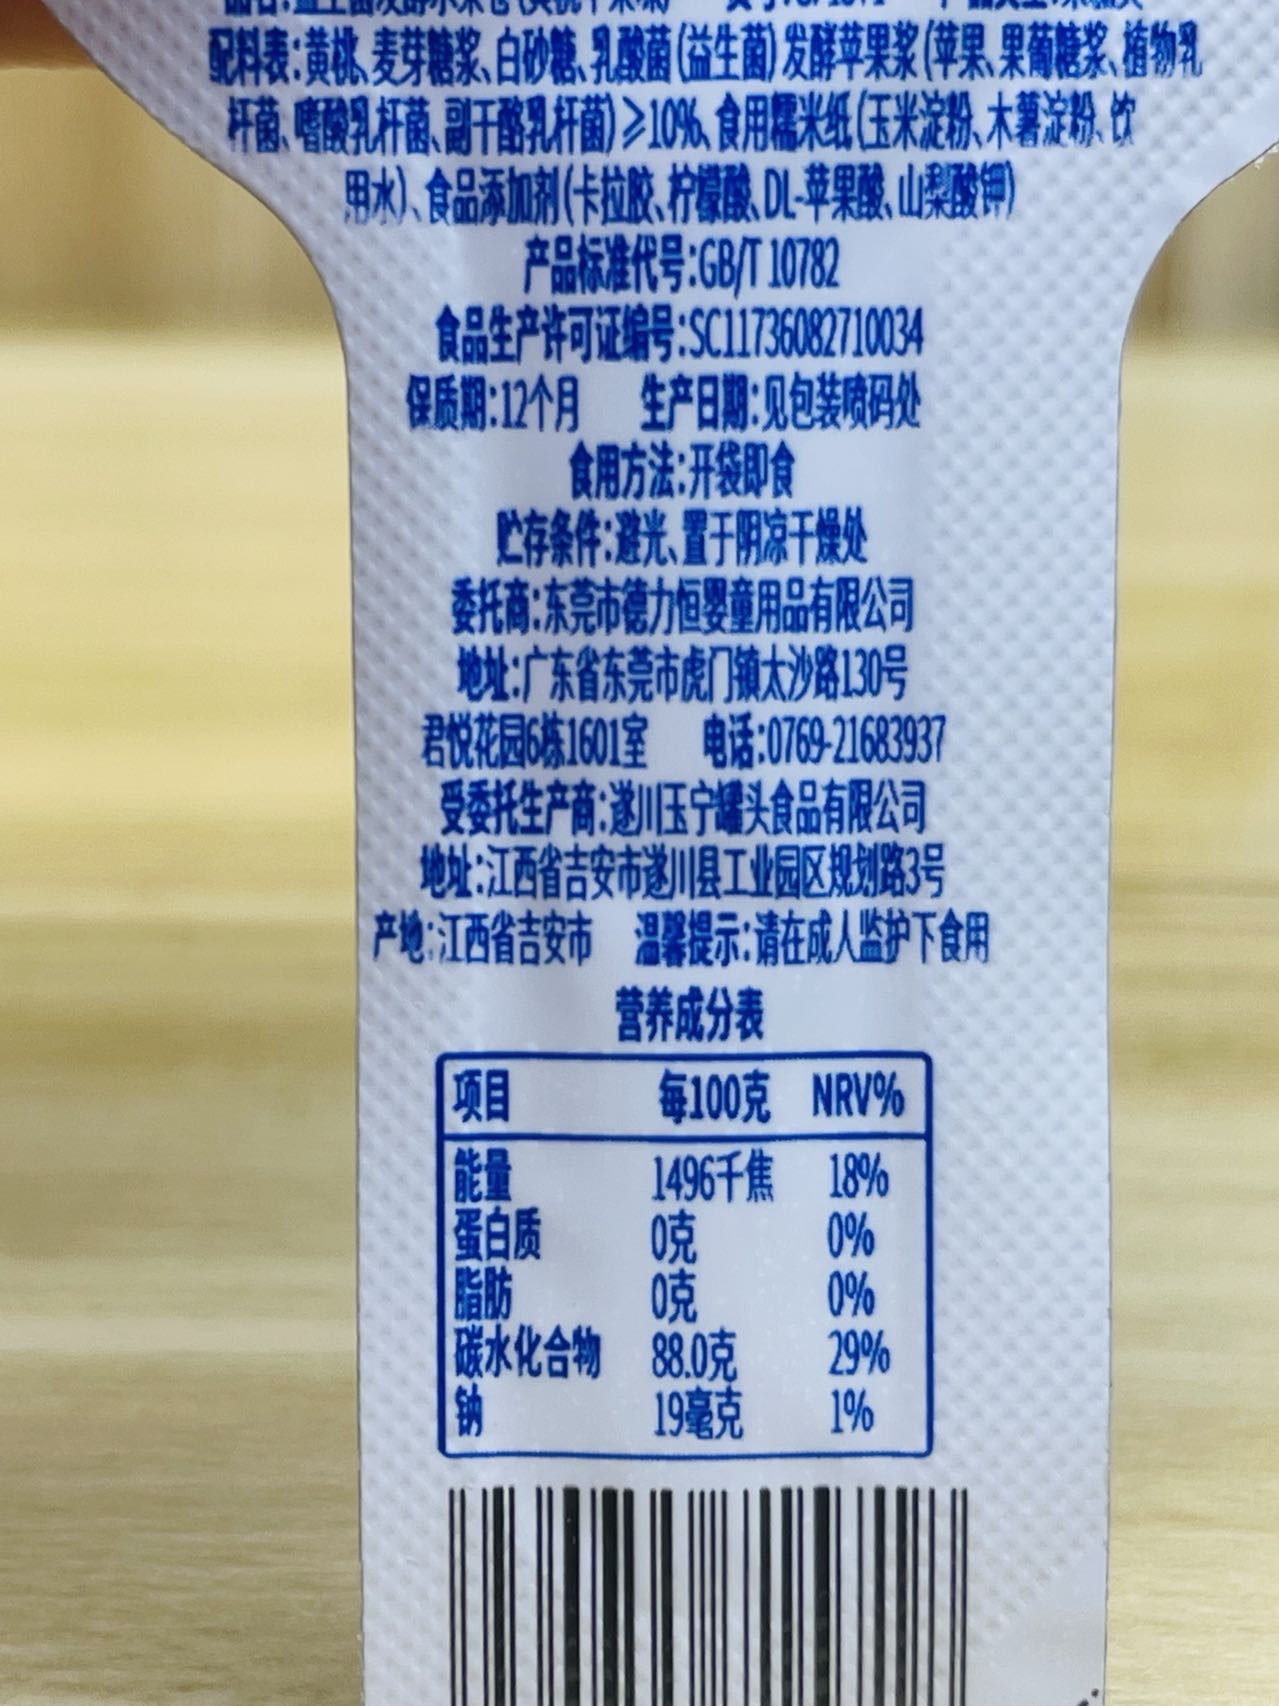 配料表:黄桃、麦芽糖浆、白砂糖、乳酸菌(益生菌)发酵苹果浆(苹果、果葡糖浆、植物乳
杆菌、嗜酸乳杆菌、副干酪乳杆菌)≥10%、食用糯米纸(玉米淀粉、木薯淀粉、饮
用水)、食品添加剂(卡拉胶、柠檬酸、DL-苹果酸、山梨酸钾)
产品标准代号:GB/T 10782
食品生产许可证编号:SC11736082710034
保质期:12个月 生产日期:见包装喷码处
食用方法:开袋即食
贮存条件:避光、置于阴凉干燥处
委托商:东莞市德力恒婴童用品有限公司
地址:广东省东莞市虎门镇太沙路130号
君悦花园6栋1601室 电话:0769-21683937
受委托生产商:遂川玉宁罐头食品有限公司
地址:江西省吉安市遂川县工业园区规划路3号
产地:江西省吉安市 温馨提示:请在成人监护下食用
营养成分表
项目 每100克 NRV%
能量 1496千焦 18%
蛋白质 0克 0%
脂肪 0克 0%
碳水化合物 88.0克 29%
钠 19毫克 1%